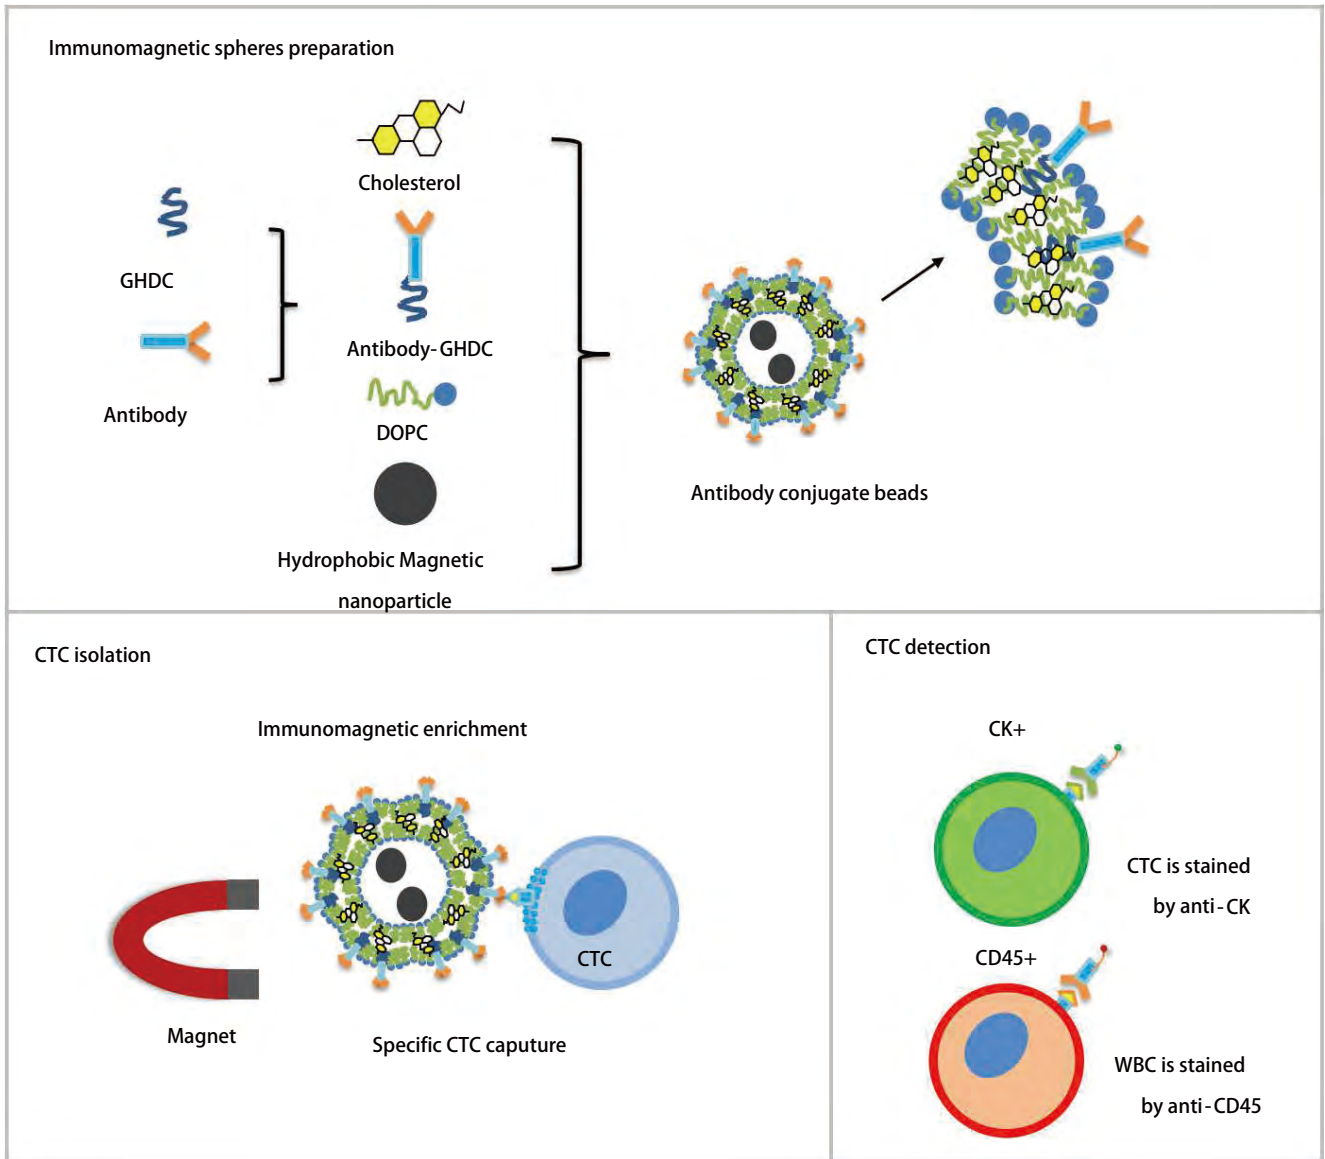 Immunomagnetic spheres preparation
Cholesterol
GHDC
Antibody-GHDC
Antibody
DOPC
Antibody conjugate beads
Hydrophobic Magnetic
nanoparticle
CTC isolation
Immunomagnetic enrichment
CTC
Magnet
Specific CTC caputure
CTC detection
CK+
CTC is stained
by anti-CK
CD45+
WBC is stained
by anti-CD45